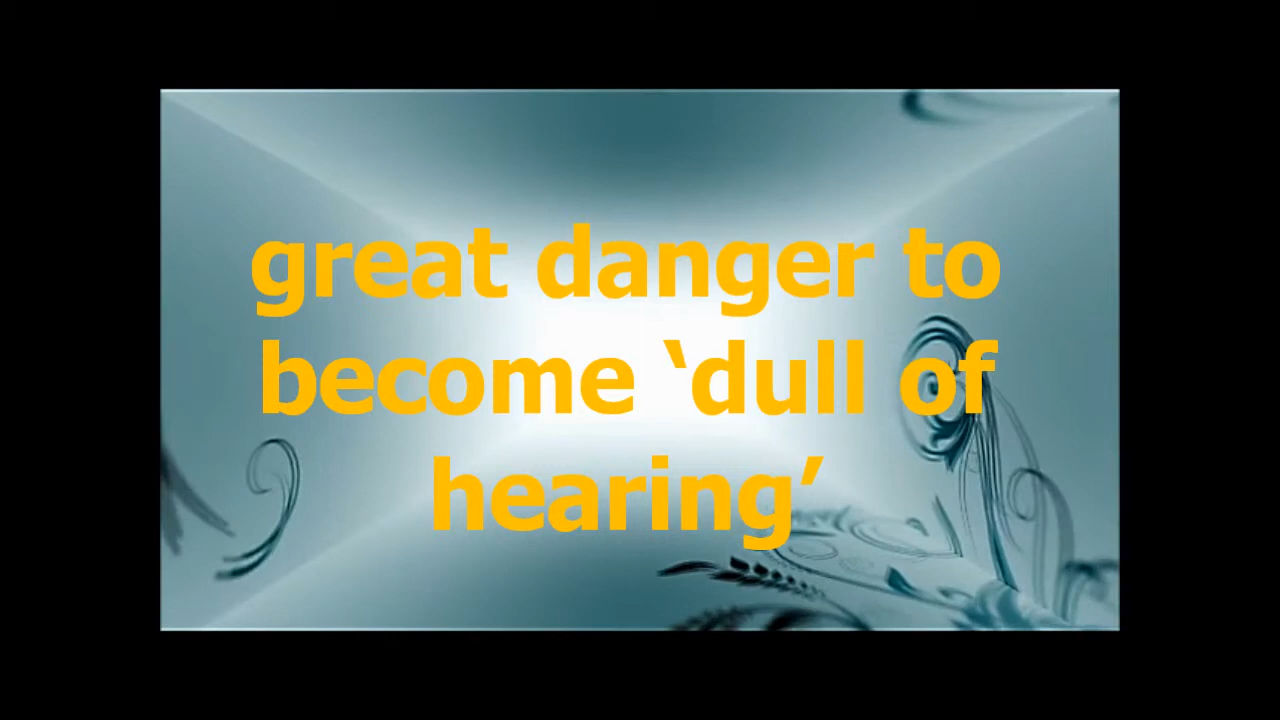 great danger to
become ‘dull of
hearing’